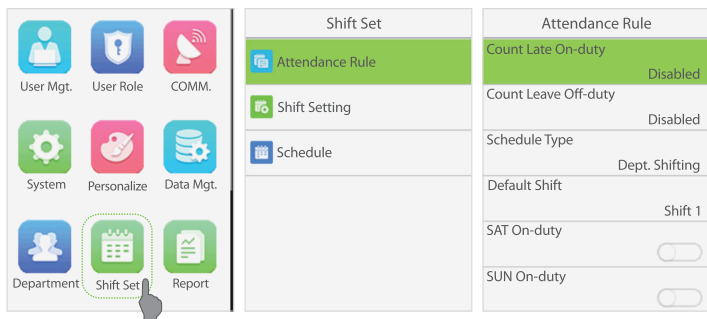 User Mgt.
User Role
COMM.
System
Personalize
Data Mgt.
Department
Shift Set
Report
Shift Set
Attendance Rule
Shift Setting
Schedule
Attendance Rule
Count Late On-duty
Disabled
Count Leave Off-duty
Disabled
Schedule Type
Dept. Shifting
Default Shift
Shift 1
SAT On-duty
SUN On-duty